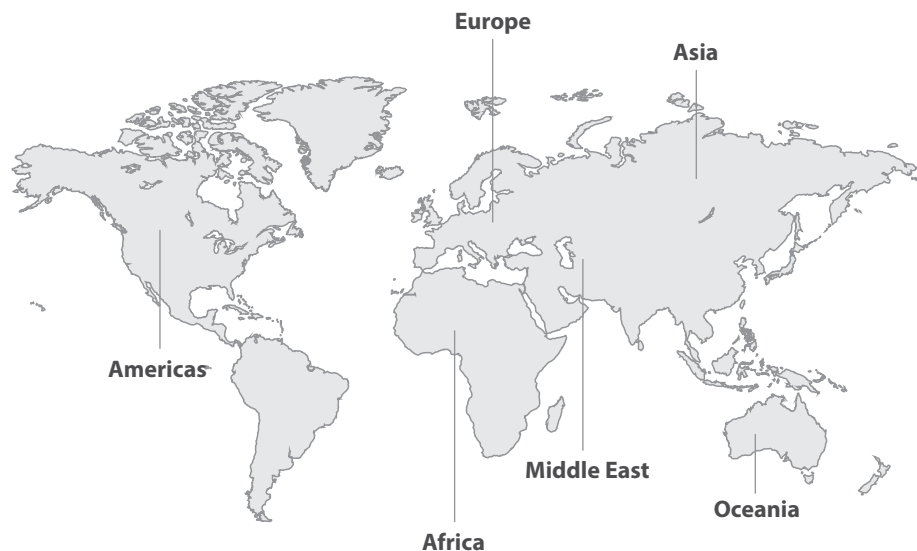 Europe
Asia
Americas
Middle East
Oceania
Africa